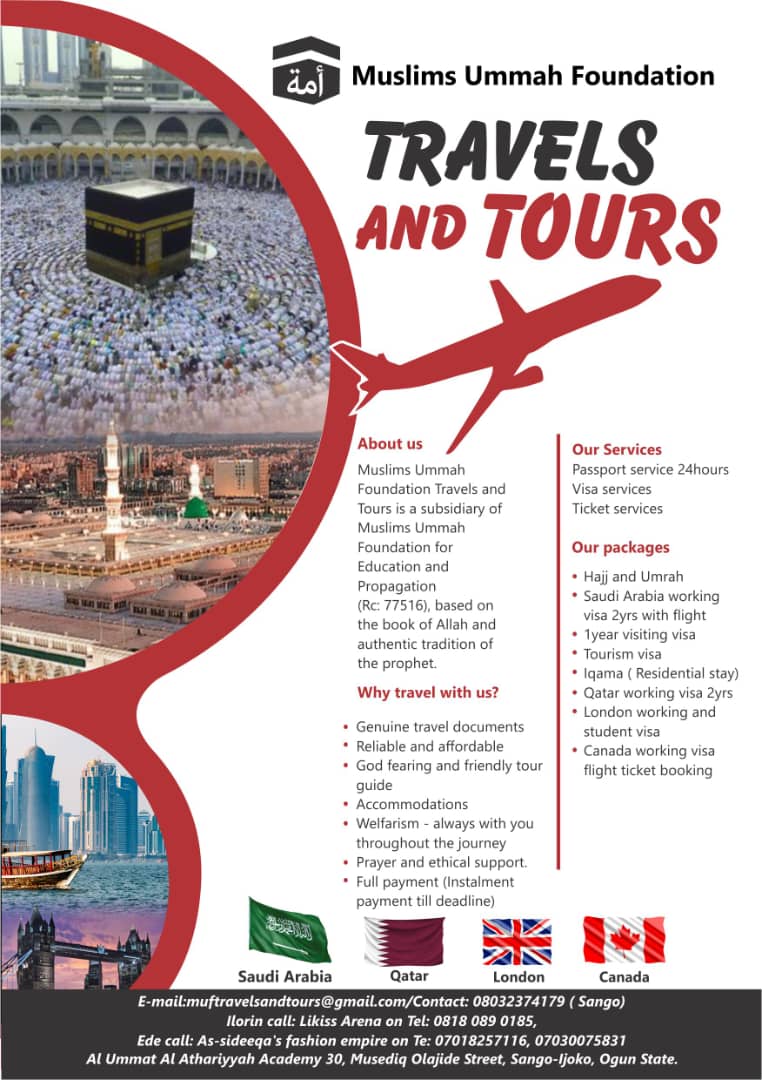 أمة
Muslims Ummah Foundation
TRAVELS
AND TOURS
About us
Muslims Ummah
Foundation Travels and
Tours is a subsidiary of
Muslims Ummah
Foundation for
Education and
Propagation
(Rc: 77516), based on
the book of Allah and
authentic tradition of
the prophet.
Why travel with us?
• Genuine travel documents
• Reliable and affordable
• God fearing and friendly tour
guide
• Accommodations
• Welfarism - always with you
throughout the journey
• Prayer and ethical support.
• Full payment (Instalment
payment till deadline)
Our Services
Passport service 24hours
Visa services
Ticket services
Our packages
• Hajj and Umrah
• Saudi Arabia working
visa 2yrs with flight
• 1year visiting visa
• Tourism visa
• Iqama ( Residential stay)
• Qatar working visa 2yrs
• London working and
student visa
• Canada working visa
flight ticket booking
Saudi Arabia
Qatar
London
Canada
E-mail:muftravelsandtours@gmail.com/Contact: 08032374179 ( Sango)
Ilorin call: Likiss Arena on Tel: 0818 089 0185,
Ede call: As-sideeqa's fashion empire on Te: 07018257116, 07030075831
Al Ummat Al Athariyyah Academy 30, Musediq Olajide Street, Sango-Ijoko, Ogun State.